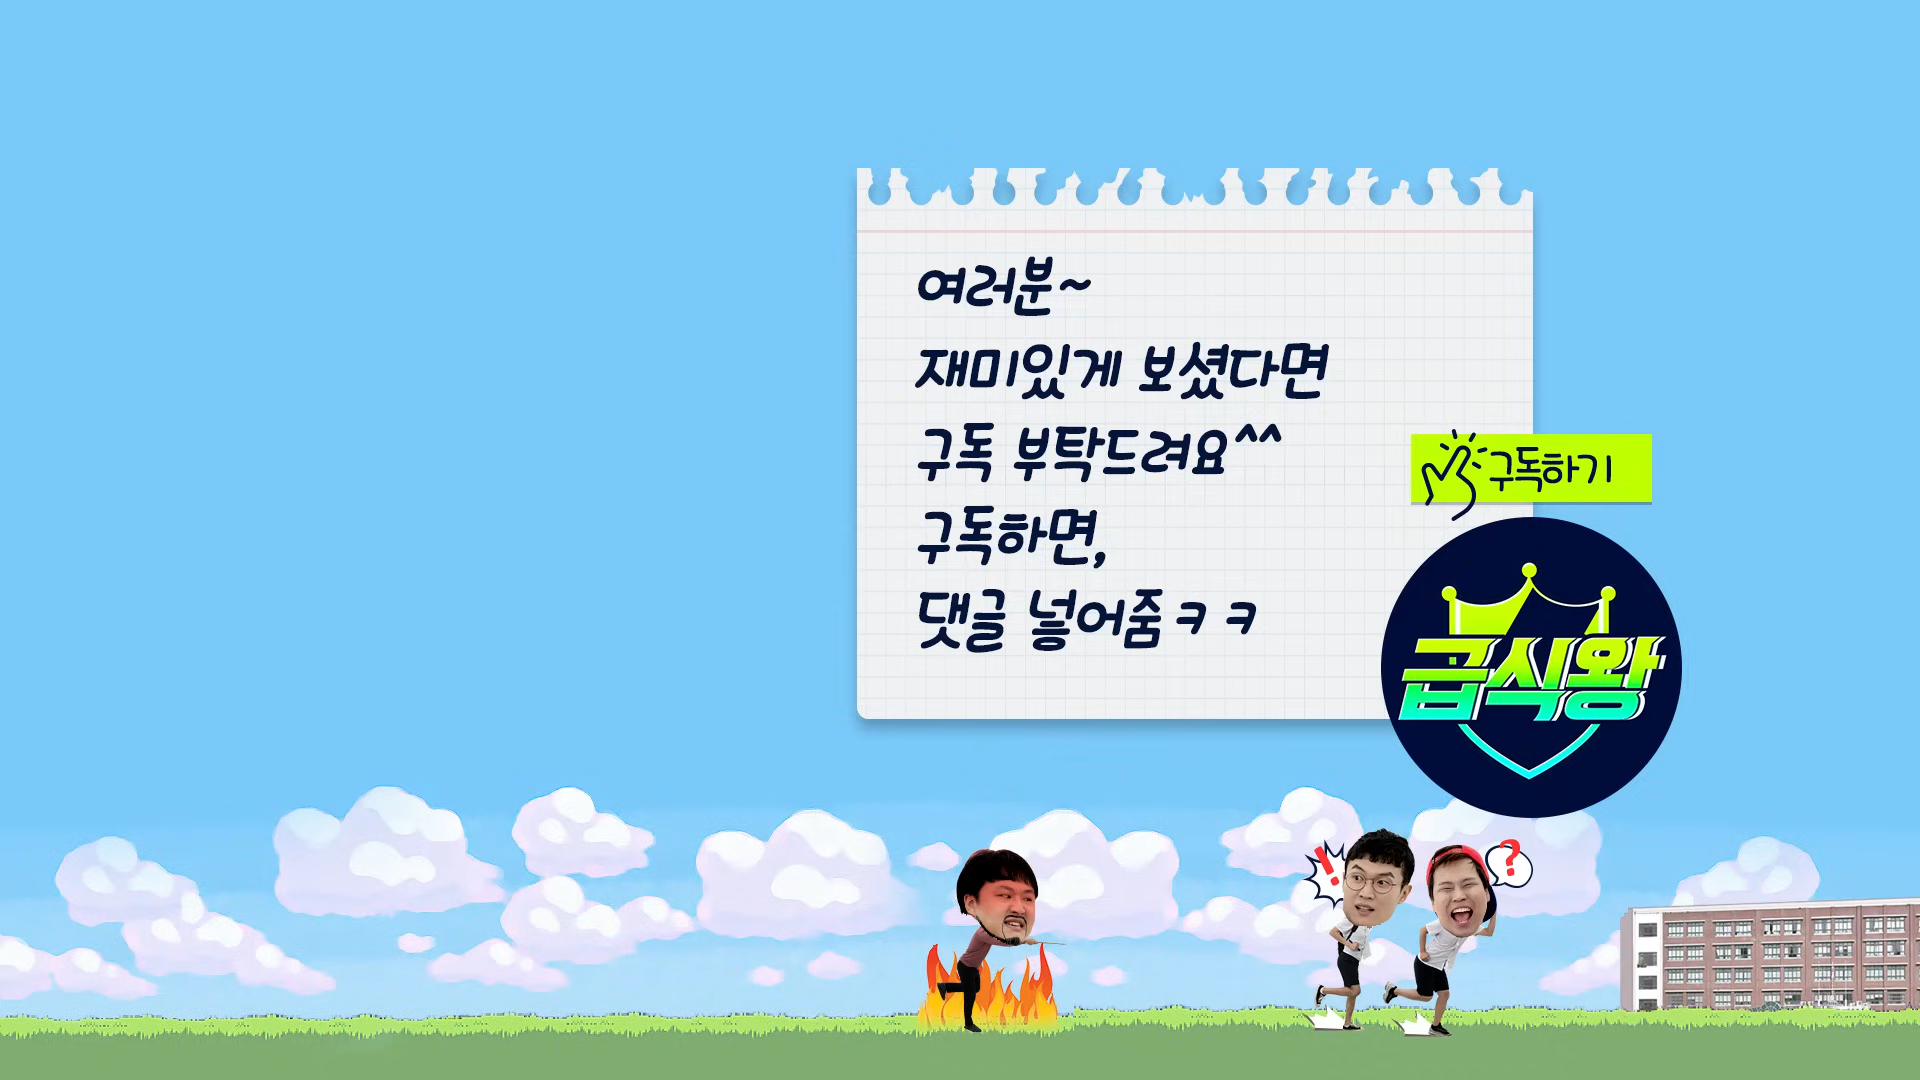 여러분~
재미있게 보셨다면
구독 부탁드려요^^
구독하면,
댓글 넣어줌ㅋㅋ
구독하기
급식왕
!
?